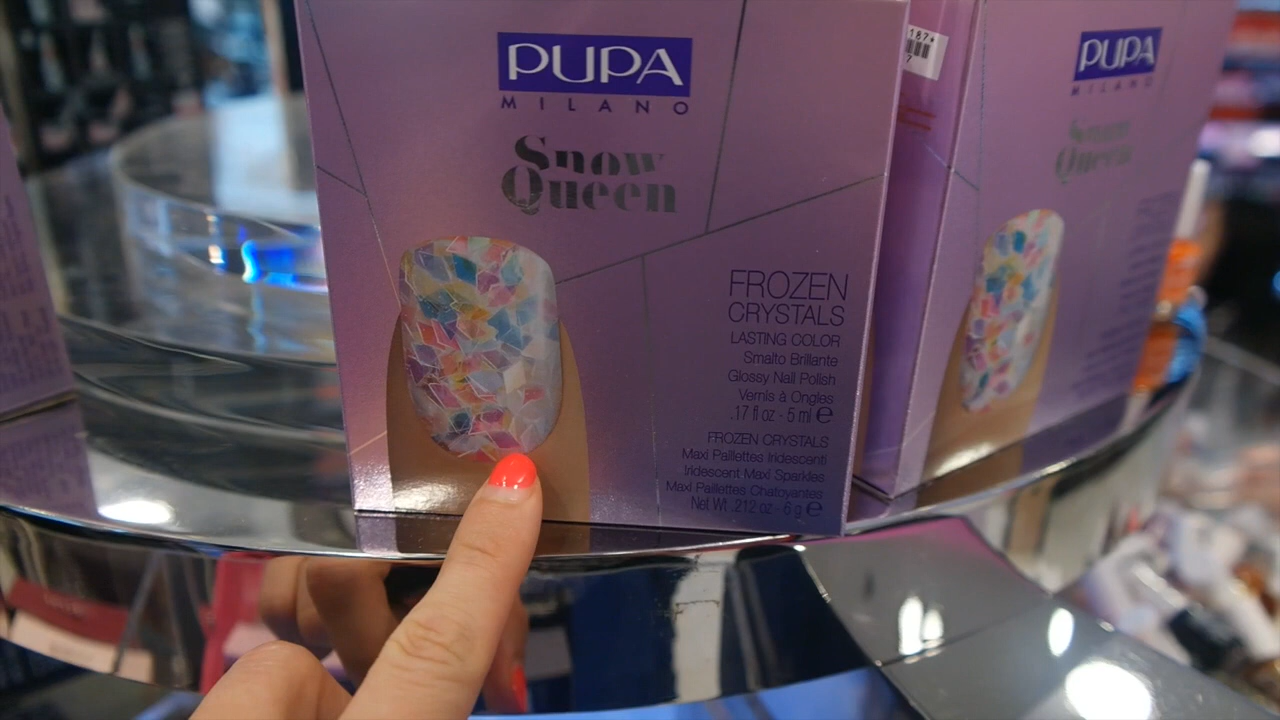 PUPA
MILANO
Snow
Queen
FROZEN
CRYSTALS
LASTING COLOR
Smalto Brillante
Glossy Nail Polish
Vernis à Ongles
.17 fl oz - 5 ml e
FROZEN CRYSTALS
Maxi Paillettes Iridescenti
Iridescent Maxi Sparkles
Maxi Paillettes Chatoyantes
Net Wt .212 oz - 6 g e
187
7
PUPA
MILANO
Snow
Queen